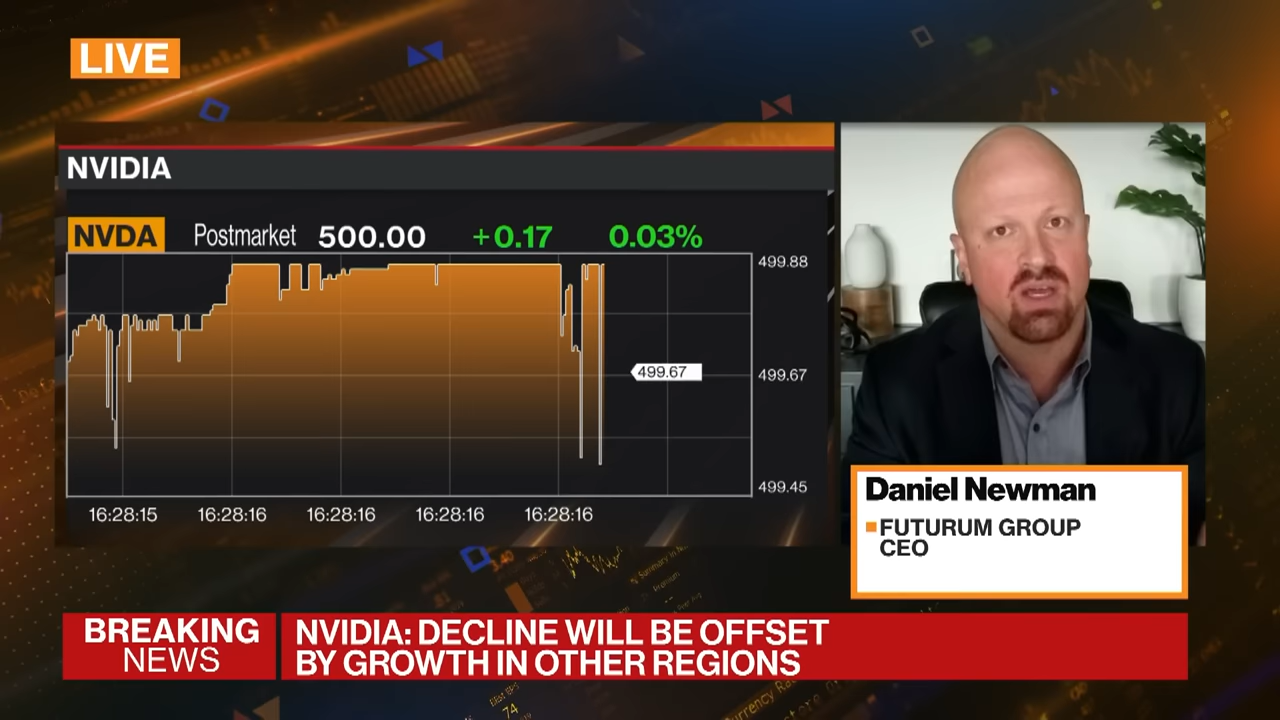 LIVE
NVIDIA
NVDA Postmarket 500.00 +0.17 0.03%
499.88
499.67
499.67
499.45
16:28:15 16:28:16 16:28:16 16:28:16 16:28:16
Daniel Newman
FUTURUM GROUP
CEO
BREAKING
NEWS
NVIDIA: DECLINE WILL BE OFFSET
BY GROWTH IN OTHER REGIONS
74